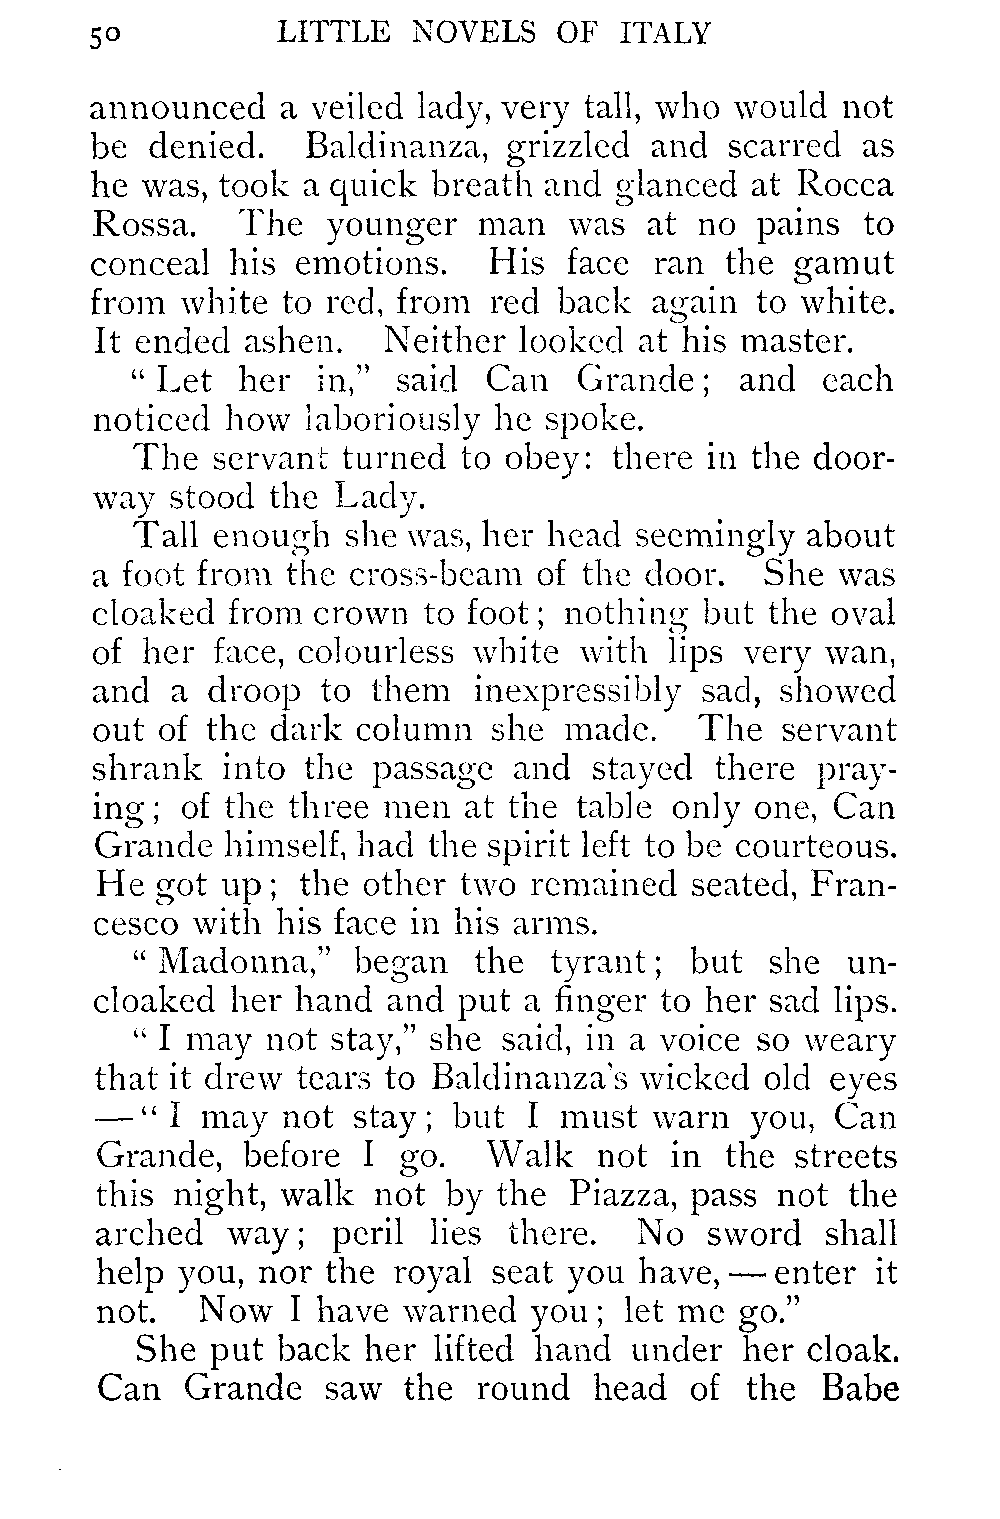 50 LITTLE NOVELS OF ITALY
announced a veiled lady, very tall, who would not
be denied. Baldinanza, grizzled and scarred as
he was, took a quick breath and glanced at Rocca
Rossa. The younger man was at no pains to
conceal his emotions. His face ran the gamut
from white to red, from red back again to white.
It ended ashen. Neither looked at his master.
“ Let her in,” said Can Grande; and each
noticed how laboriously he spoke.
The servant turned to obey: there in the door-
way stood the Lady.
Tall enough she was, her head seemingly about
a foot from the cross-beam of the door. She was
cloaked from crown to foot; nothing but the oval
of her face, colourless white with lips very wan,
and a droop to them inexpressibly sad, showed
out of the dark column she made. The servant
shrank into the passage and stayed there pray-
ing; of the three men at the table only one, Can
Grande himself, had the spirit left to be courteous.
He got up; the other two remained seated, Fran-
cesco with his face in his arms.
“ Madonna,” began the tyrant; but she un-
cloaked her hand and put a finger to her sad lips.
“ I may not stay,” she said, in a voice so weary
that it drew tears to Baldinanza's wicked old eyes
— “ I may not stay; but I must warn you, Can
Grande, before I go. Walk not in the streets
this night, walk not by the Piazza, pass not the
arched way; peril lies there. No sword shall
help you, nor the royal seat you have, — enter it
not. Now I have warned you; let me go.”
She put back her lifted hand under her cloak.
Can Grande saw the round head of the Babe